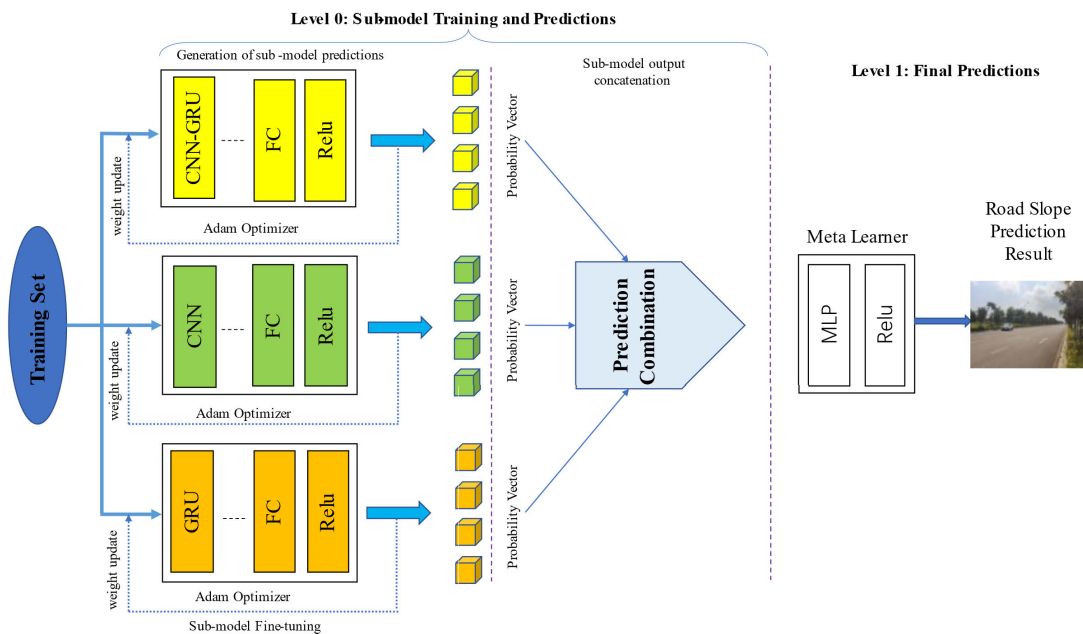 Level 0: Sub-model Training and Predictions
Generation of sub -model predictions
Sub-model output
concatenation
Level 1: Final Predictions
Training Set
weight update
CNN-GRU
FC
Relu
Adam Optimizer
Probability Vector
weight update
CNN
FC
Relu
Adam Optimizer
Probability Vector
weight update
GRU
FC
Relu
Adam Optimizer
Sub-model Fine-tuning
Probability Vector
Prediction
Combination
Meta Learner
MLP
Relu
Road Slope
Prediction
Result